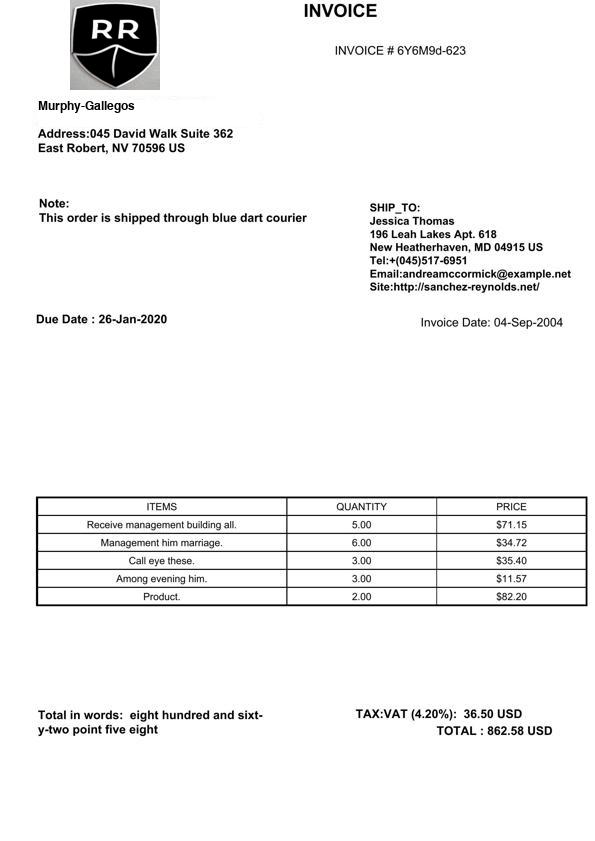 RR
INVOICE
INVOICE # 6Y6M9d-623
Murphy-Gallegos
Address:045 David Walk Suite 362
East Robert, NV 70596 US
Note:
This order is shipped through blue dart courier
SHIP_TO:
Jessica Thomas
196 Leah Lakes Apt. 618
New Heatherhaven, MD 04915 US
Tel:+(045)517-6951
Email:andreamccormick@example.net
Site:http://sanchez-reynolds.net/
Due Date : 26-Jan-2020
Invoice Date: 04-Sep-2004
ITEMS QUANTITY PRICE
Receive management building all. 5.00 $71.15
Management him marriage. 6.00 $34.72
Call eye these. 3.00 $35.40
Among evening him. 3.00 $11.57
Product. 2.00 $82.20
Total in words: eight hundred and sixt-
y-two point five eight
TAX:VAT (4.20%): 36.50 USD
TOTAL : 862.58 USD